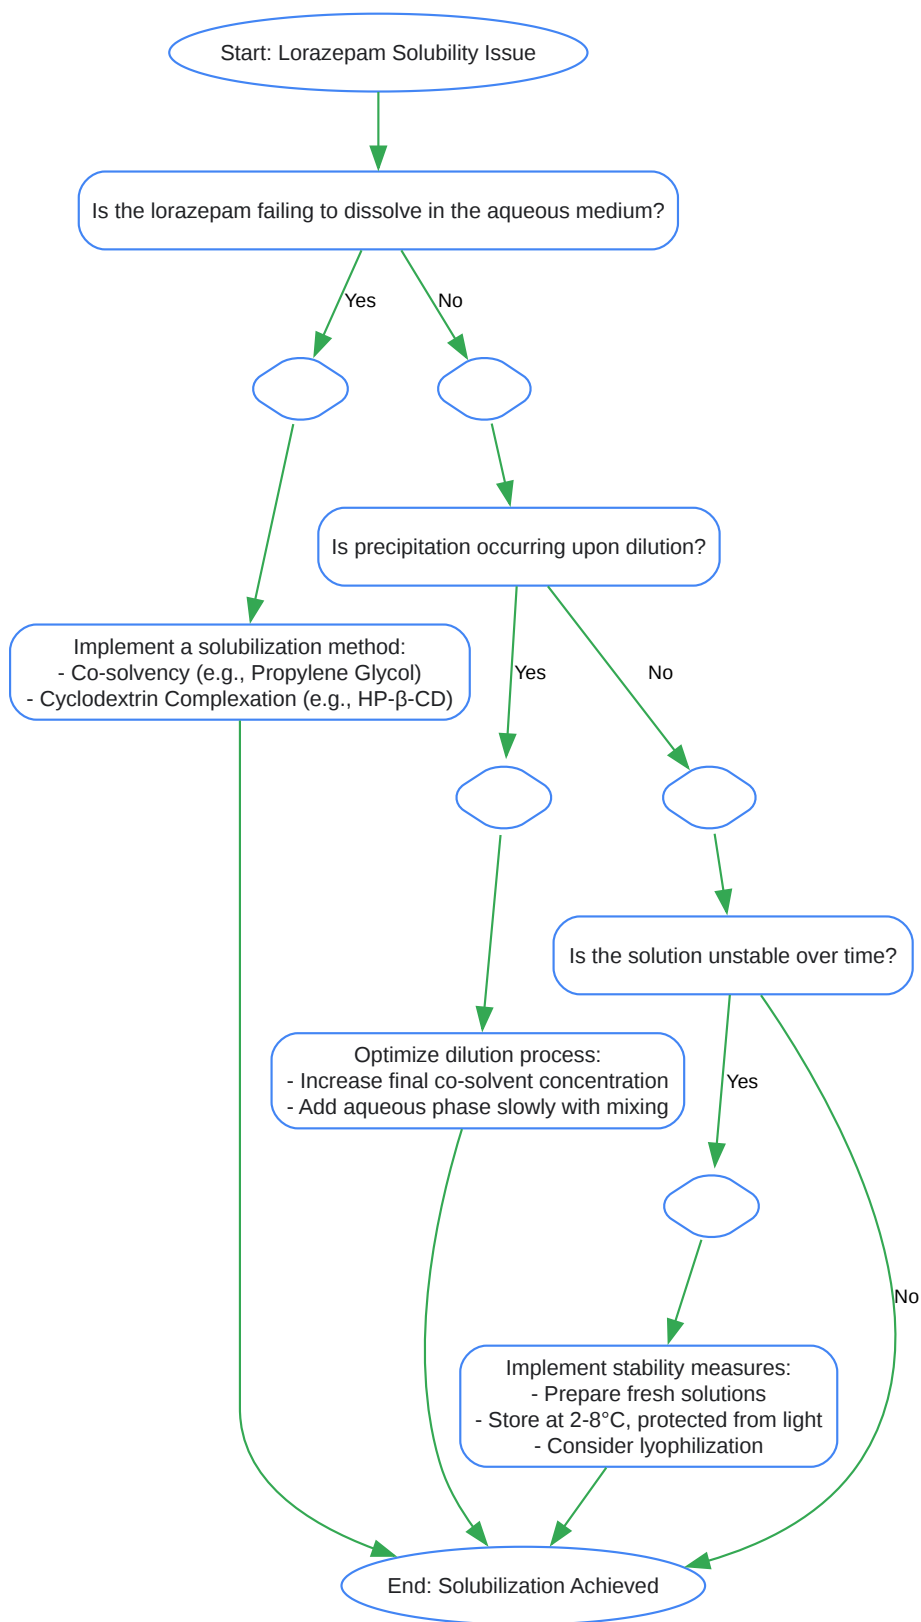 Start: Lorazepam Solubility Issue
Is the lorazepam failing to dissolve in the aqueous medium?
Yes
No
Is precipitation occurring upon dilution?
Implement a solubilization method:
- Co-solvency (e.g., Propylene Glycol)
- Cyclodextrin Complexation (e.g., HP-β-CD)
Yes
No
Is the solution unstable over time?
Optimize dilution process:
- Increase final co-solvent concentration
- Add aqueous phase slowly with mixing
Yes
No
Implement stability measures:
- Prepare fresh solutions
- Store at 2-8°C, protected from light
- Consider lyophilization
End: Solubilization Achieved